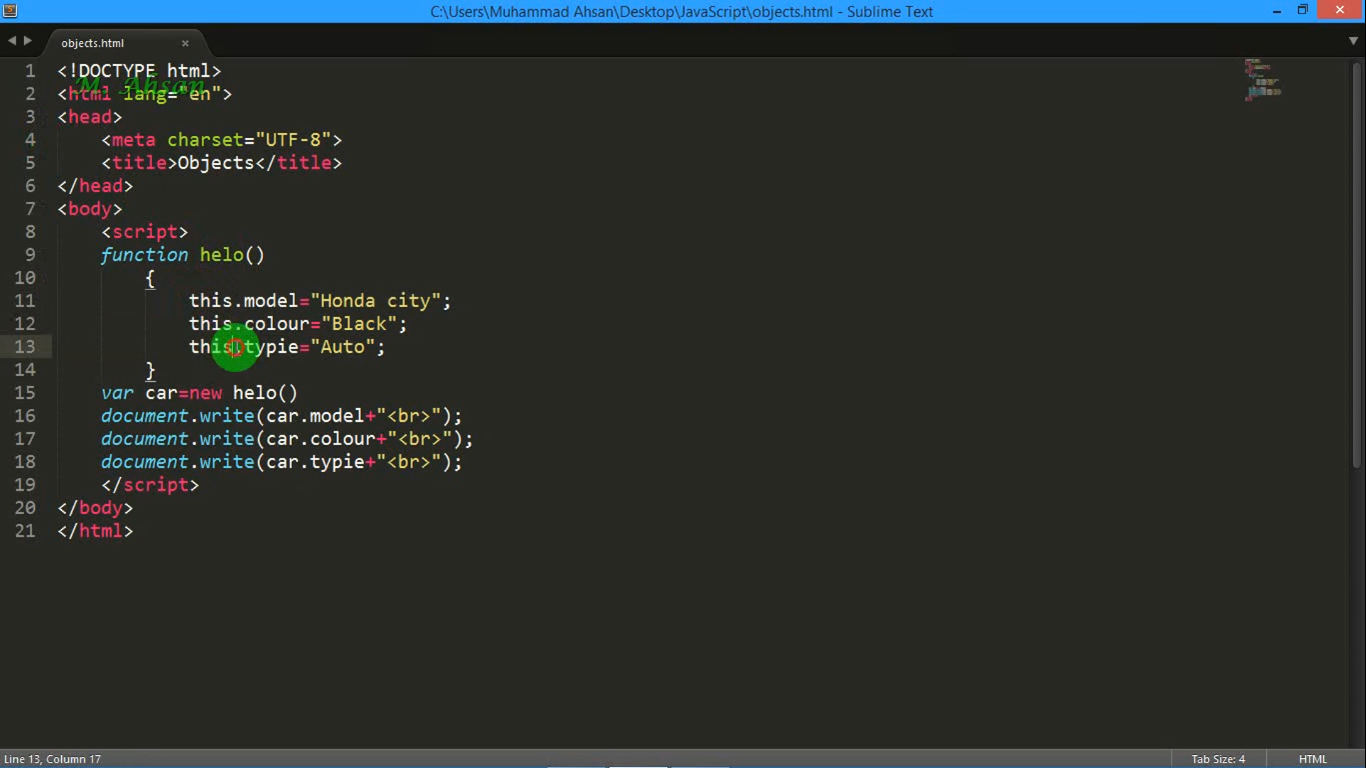 C:\Users\Muhammad Ahsan\Desktop\JavaScript\objects.html - Sublime Text
objects.html
1 <!DOCTYPE html>
M. Ahsan
2 <html lang="en">
3 <head>
4 <meta charset="UTF-8">
5 <title>Objects</title>
6 </head>
7 <body>
8 <script>
9 function helo()
10 {
11 this.model="Honda city";
12 this.colour="Black";
13 this.typie="Auto";
14 }
15 var car=new helo()
16 document.write(car.model+"<br>");
17 document.write(car.colour+"<br>");
18 document.write(car.typie+"<br>");
19 </script>
20 </body>
21 </html>
Line 13, Column 17
Tab Size: 4
HTML